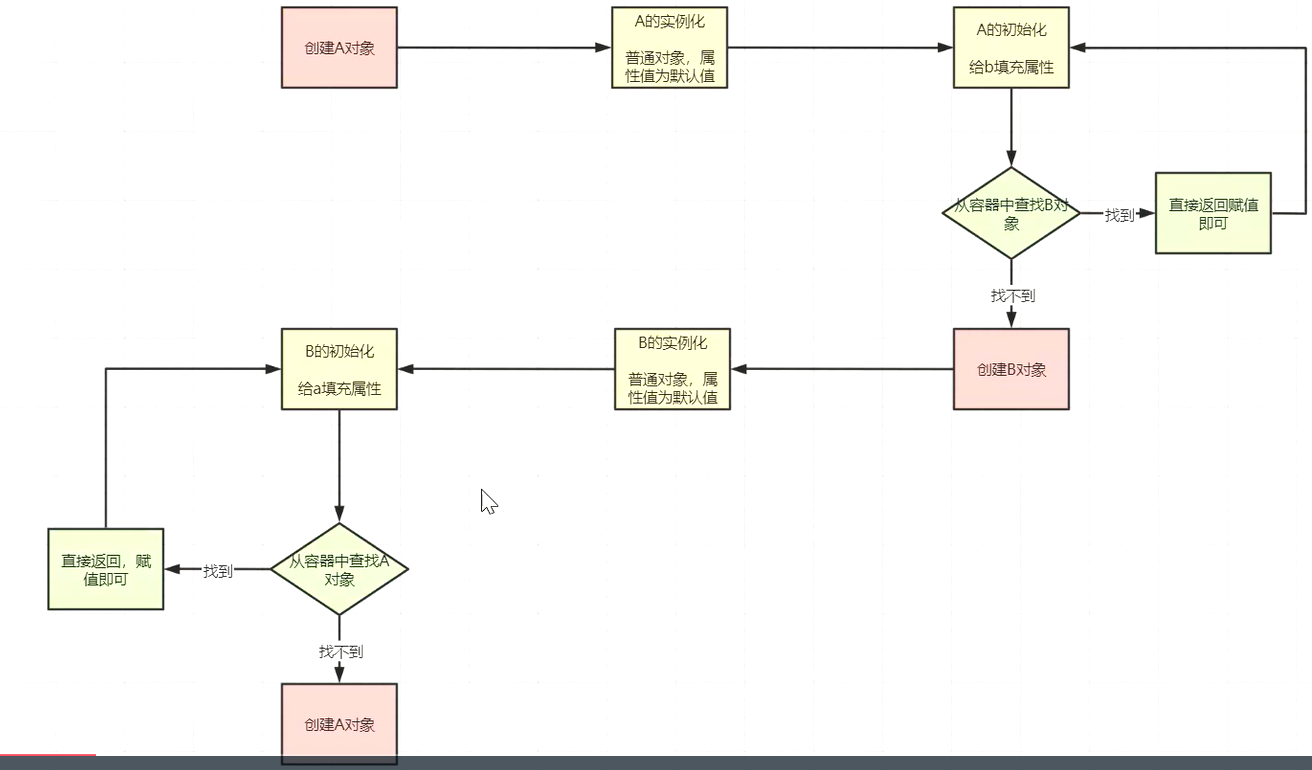 创建A对象
A的实例化
普通对象，属
性值为默认值
A的初始化
给b填充属性
从容器中查找B对
象
找到
直接返回赋值
即可
找不到
B的初始化
给a填充属性
B的实例化
普通对象，属
性值为默认值
创建B对象
直接返回，赋
值即可
找到
从容器中查找A
对象
找不到
创建A对象